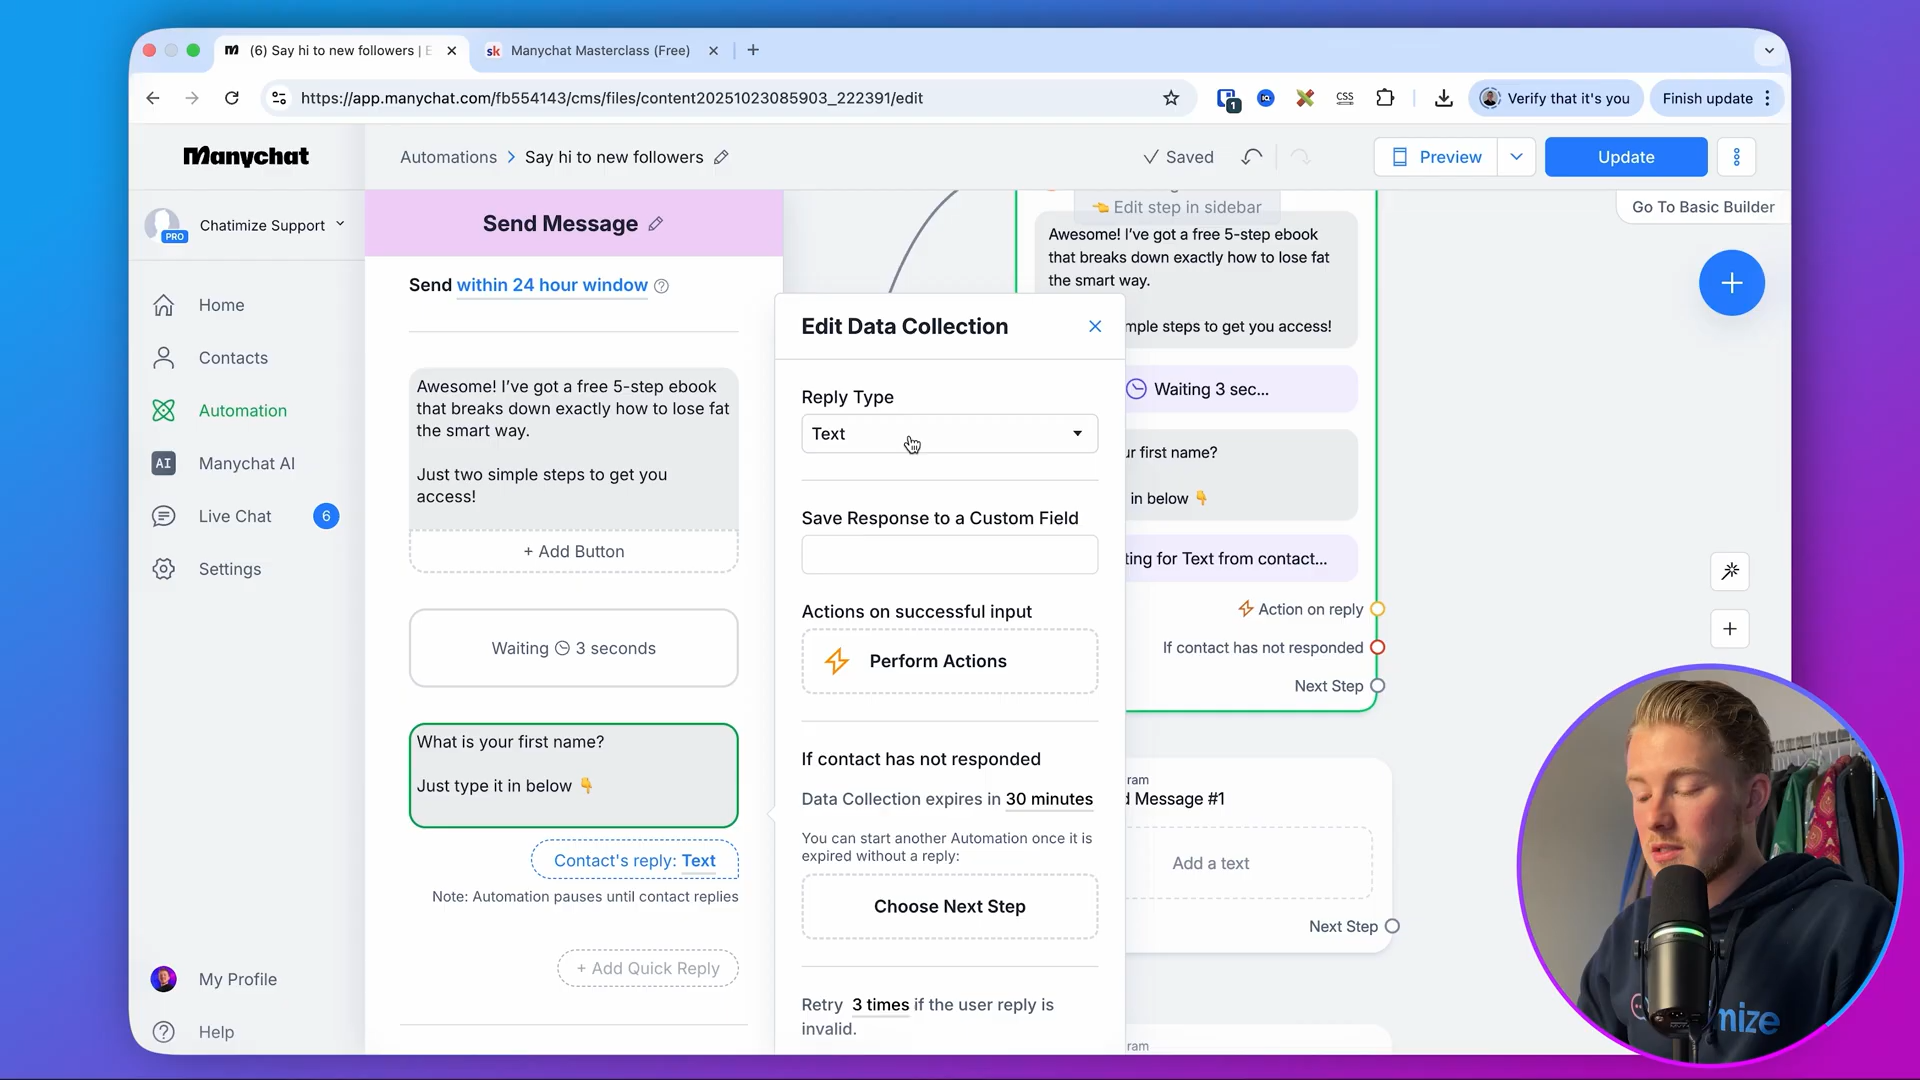 (6) Say hi to new followers | E
sk Manychat Masterclass (Free)
https://app.manychat.com/fb554143/cms/files/content20251023085903_222391/edit
1
CSS
Verify that it's you
Finish update
Manychat
Automations > Say hi to new followers
Saved
Preview
Update
Chatimize Support
PRO
Home
Contacts
Automation
AI Manychat AI
Live Chat 6
Settings
My Profile
Help
Send Message
Send within 24 hour window
Awesome! I've got a free 5-step ebook
that breaks down exactly how to lose fat
the smart way.
Just two simple steps to get you
access!
+ Add Button
Waiting 3 seconds
What is your first name?
Just type it in below 👇
Contact's reply: Text
Note: Automation pauses until contact replies
+ Add Quick Reply
Edit Data Collection
Reply Type
Text
Save Response to a Custom Field
Actions on successful input
Perform Actions
If contact has not responded
Data Collection expires in 30 minutes
You can start another Automation once it is
expired without a reply:
Choose Next Step
Retry 3 times if the user reply is
invalid.
👈 Edit step in sidebar
Awesome! I've got a free 5-step ebook
that breaks down exactly how to lose fat
the smart way.
mple steps to get you access!
Waiting 3 sec...
ur first name?
in below 👇
ting for Text from contact...
Action on reply
If contact has not responded
Next Step
ram
d Message #1
Add a text
Next Step
ram
Go To Basic Builder
mize